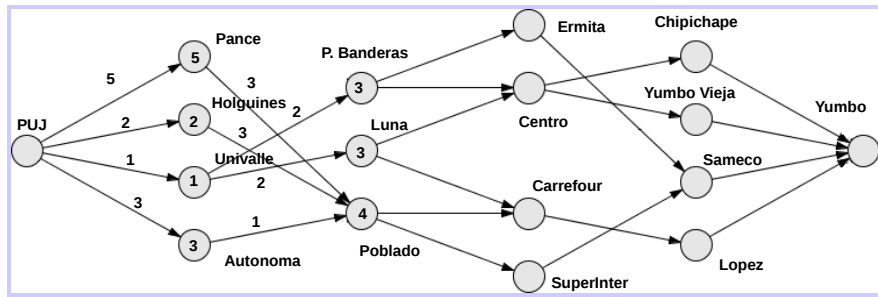 PUJ
5
2
1
3
Pance
5
Holguines
2
Univalle
1
Autonoma
3
3
3
2
2
1
P. Banderas
3
Luna
3
Poblado
4
Ermita
Centro
Carrefour
SuperInter
Chipichape
Yumbo Vieja
Sameco
Lopez
Yumbo